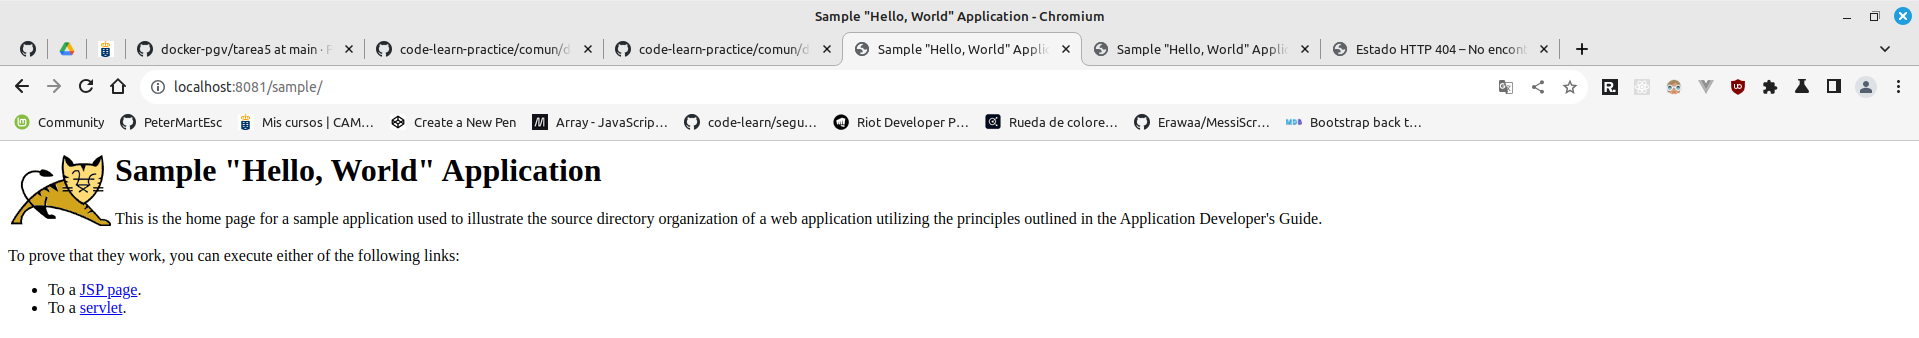 Sample "Hello, World" Application - Chromium
docker-pgv/tarea5 at main · P
code-learn-practice/comun/d
code-learn-practice/comun/d
Sample "Hello, World" Applic
Sample "Hello, World" Applic
Estado HTTP 404 – No encont
localhost:8081/sample/
Community
PeterMartEsc
Mis cursos | CAM…
Create a New Pen
Array - JavaScrip…
code-learn/segu…
Riot Developer P…
Rueda de colore…
Erawaa/MessiScr…
Bootstrap back t…
Sample "Hello, World" Application
This is the home page for a sample application used to illustrate the source directory organization of a web application utilizing the principles outlined in the Application Developer's Guide.
To prove that they work, you can execute either of the following links:
To a JSP page.
To a servlet.